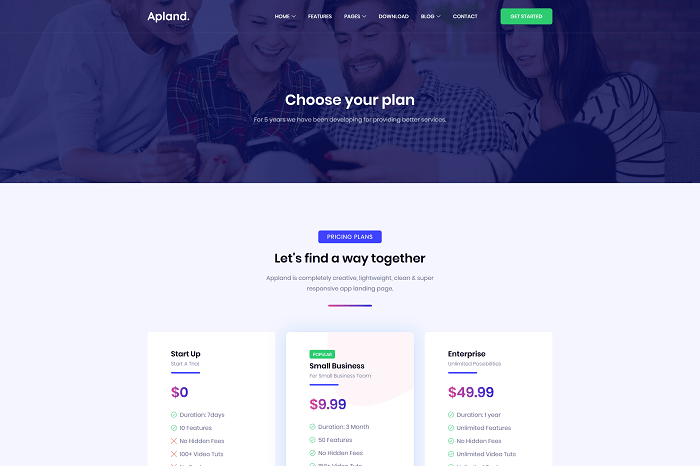 Apland.
HOME FEATURES PAGES DOWNLOAD BLOG CONTACT GET STARTED
Choose your plan
For 5 years we have been developing for providing better services.
PRICING PLANS
Let's find a way together
Appland is completely creative, lightweight, clean & super
responsive app landing page.
Start Up
Start A Trial
$0
Duration: 7days
10 Features
No Hidden Fees
100+ Video Tuts
POPULAR
Small Business
For Small Business Team
$9.99
Duration: 3 Month
50 Features
No Hidden Fees
Enterprise
Unlimited Possibilities
$49.99
Duration: 1 year
Unlimited Features
No Hidden Fees
Unlimited Video Tuts